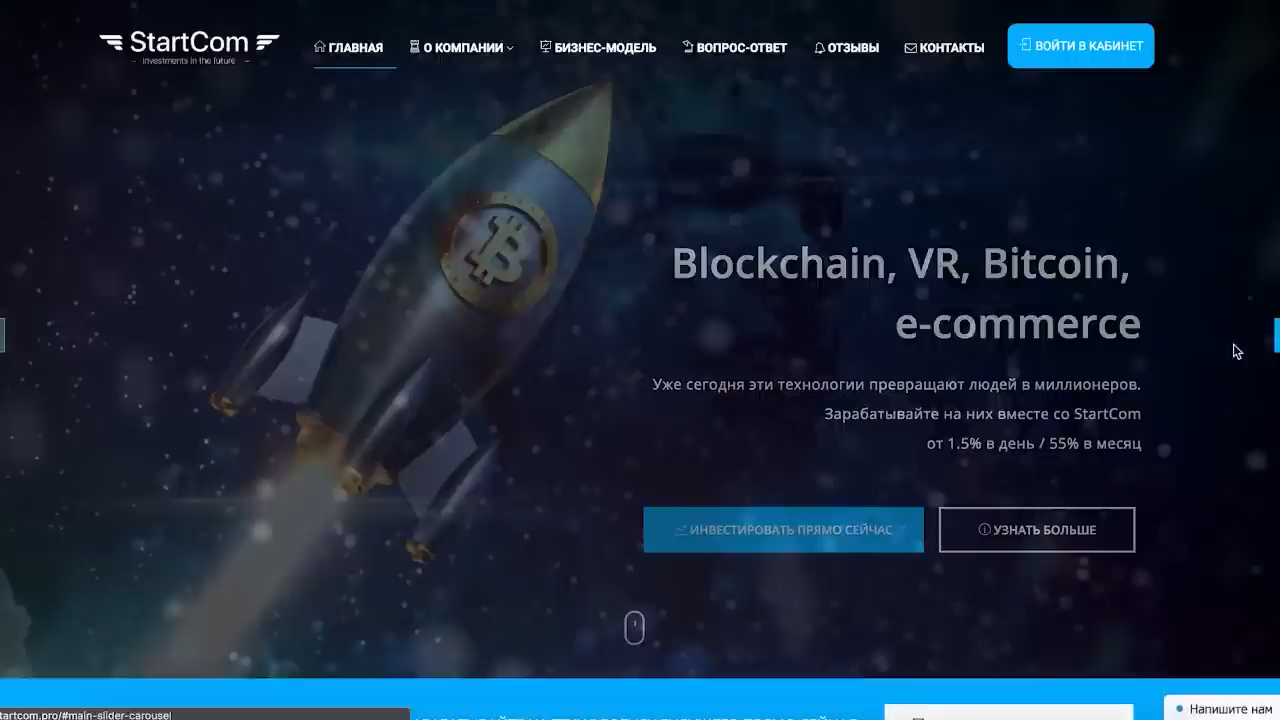 StartCom
investments in the future
ГЛАВНАЯ
О КОМПАНИИ
БИЗНЕС-МОДЕЛЬ
ВОПРОС-ОТВЕТ
ОТЗЫВЫ
КОНТАКТЫ
ВОЙТИ В КАБИНЕТ
Blockchain, VR, Bitcoin,
e-commerce
Уже сегодня эти технологии превращают людей в миллионеров.
Зарабатывайте на них вместе со StartCom
от 1.5% в день / 55% в месяц
ИНВЕСТИРОВАТЬ ПРЯМО СЕЙЧАС
УЗНАТЬ БОЛЬШЕ
tartcom.pro/#main-slider-carousel
Напишите нам